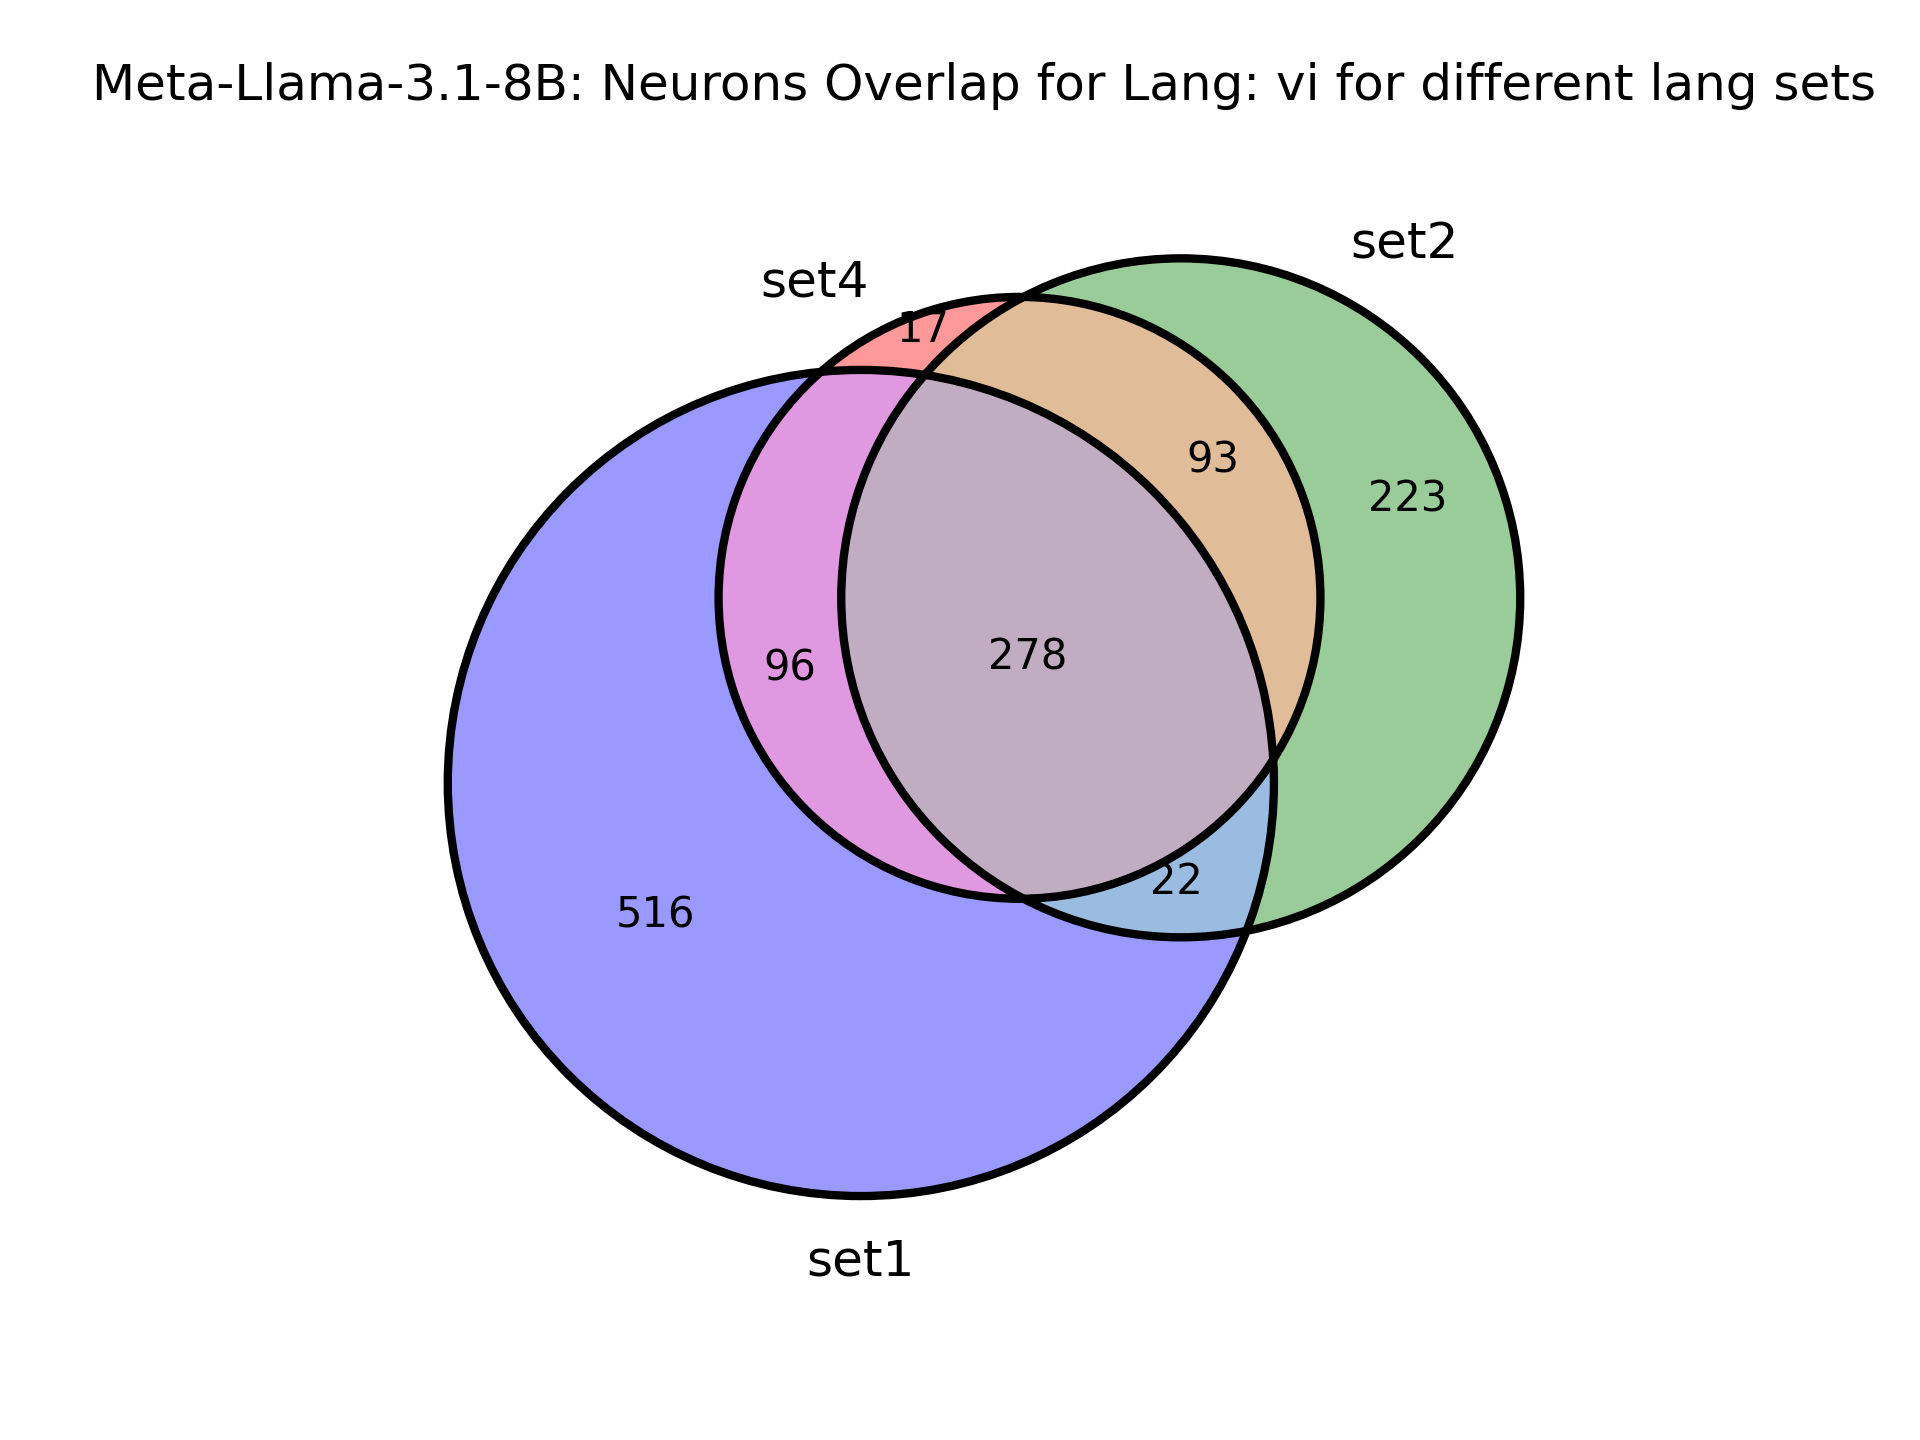 Meta-Llama-3.1-8B: Neurons Overlap for Lang: vi for different lang sets
set2
set4
17
93
223
278
96
22
516
set1